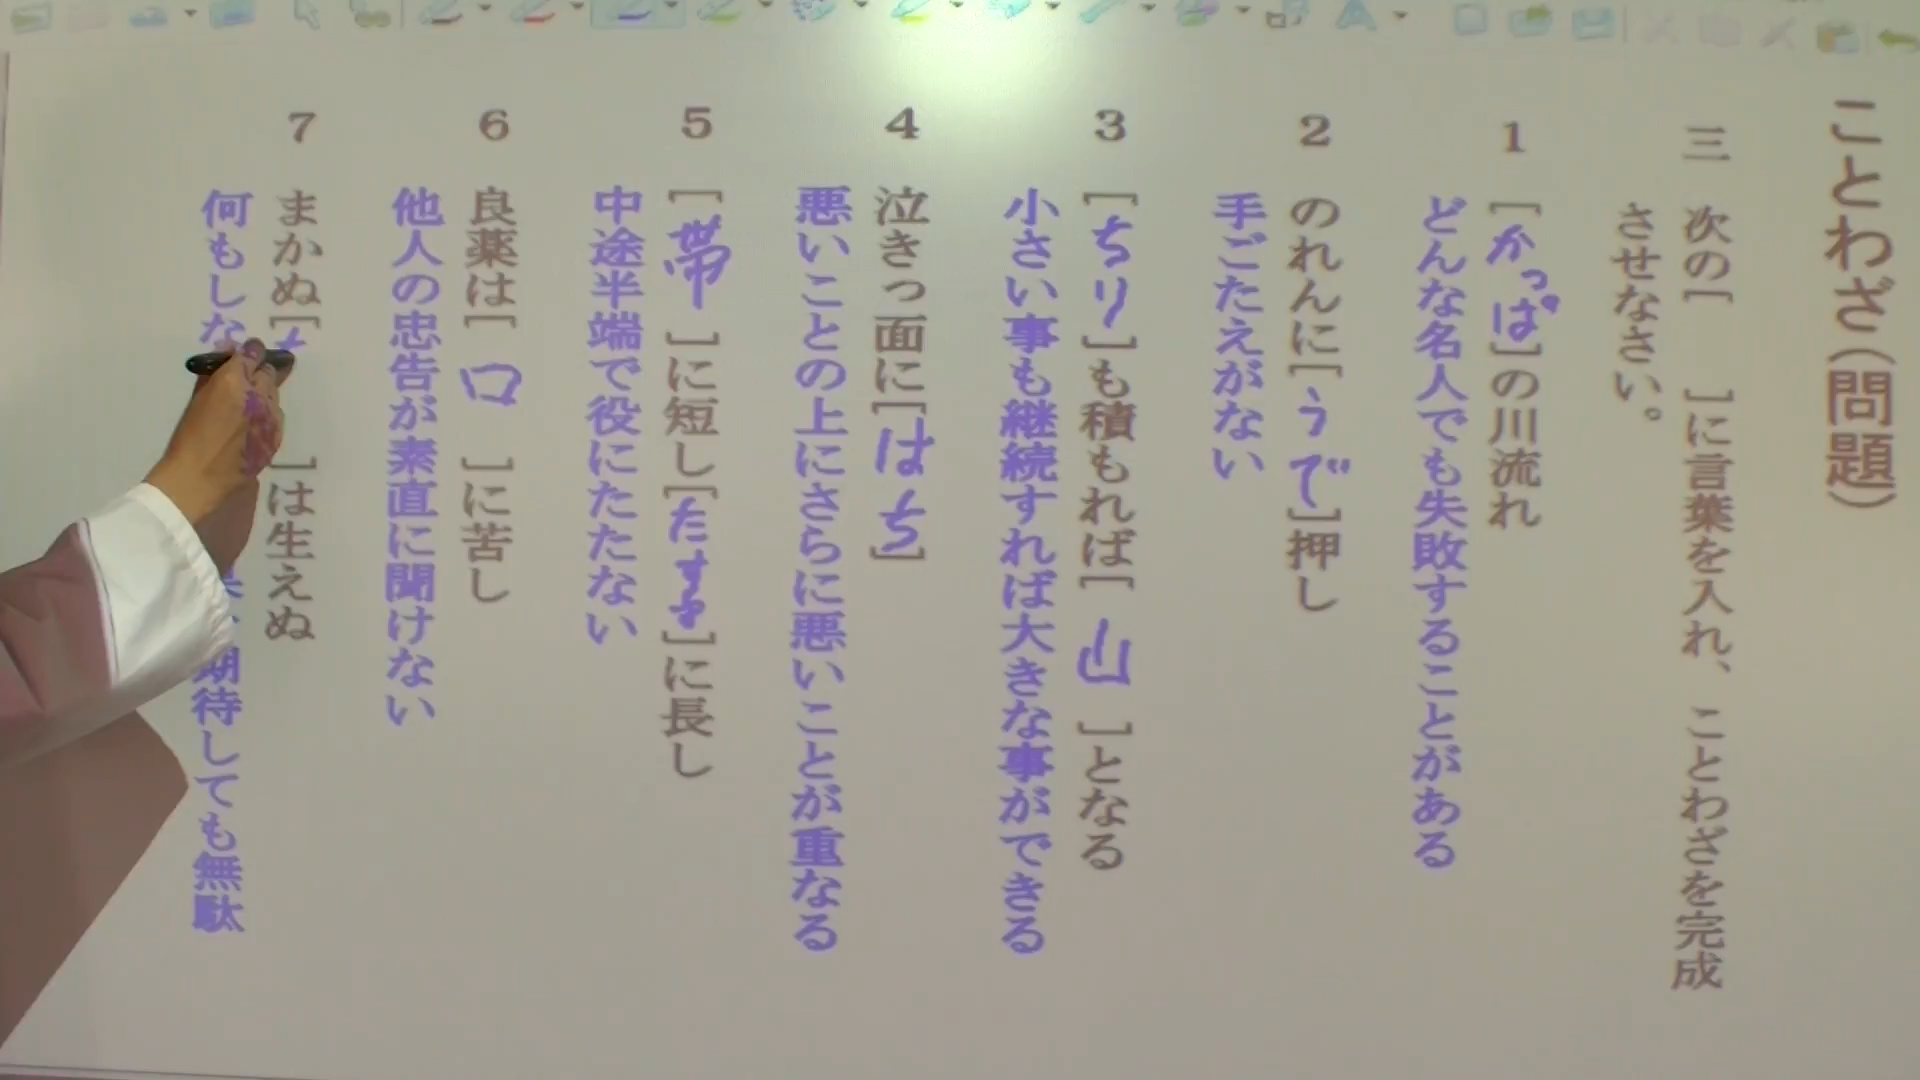 ことわざ(問題)
三 次の[ ]に言葉を入れ、ことわざを完成
させなさい。
1 [かっぱ]の川流れ
どんな名人でも失敗することがある
2 のれんに[うで]押し
手ごたえがない
3 [ちり]も積もれば[山]となる
小さい事も継続すれば大きな事ができる
4 泣きっ面に[はち]
悪いことの上にさらに悪いことが重なる
5 [帯]に短し[たすき]に長し
中途半端で役にたたない
6 良薬は[口]に苦し
他人の忠告が素直に聞けない
7 まかぬ[ ]は生えぬ
何もしな 期待しても無駄